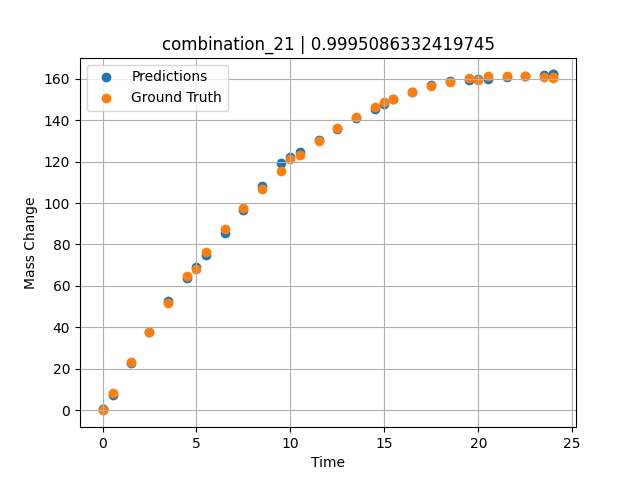 combination_21 | 0.9995086332419745
Predictions
Ground Truth
160
140
120
100
80
60
40
20
0
Mass Change
0 5 10 15 20 25
Time